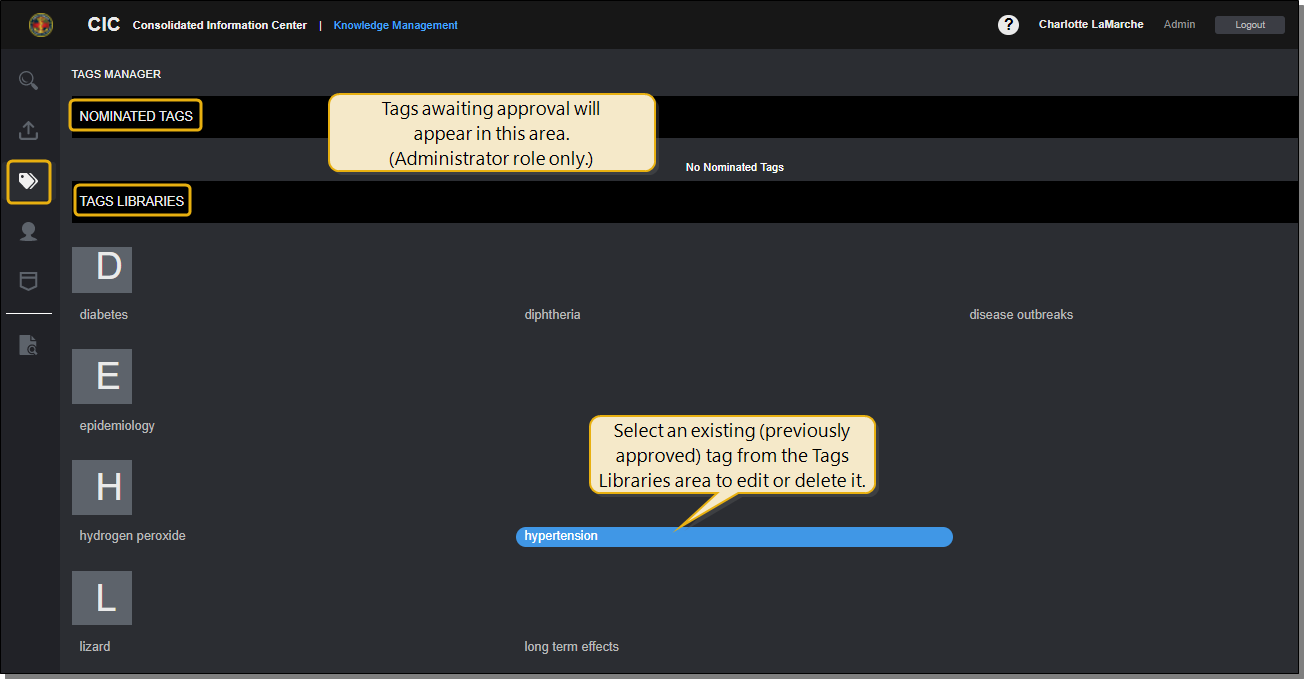 CIC Consolidated Information Center | Knowledge Management ? Charlotte LaMarche Admin Logout
TAGS MANAGER
NOMINATED TAGS
Tags awaiting approval will
appear in this area.
(Administrator role only.)
No Nominated Tags
TAGS LIBRARIES
D
diabetes diphtheria disease outbreaks
E
epidemiology
Select an existing (previously
approved) tag from the Tags
Libraries area to edit or delete it.
H
hydrogen peroxide hypertension
L
lizard long term effects